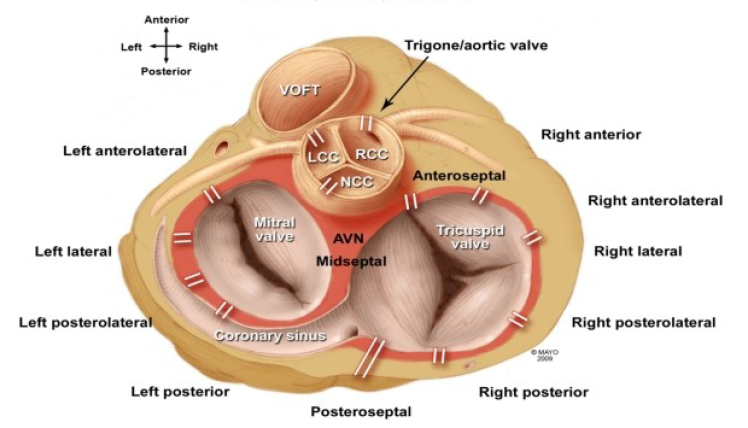 Anterior
Left
Right
Posterior
Trigone/aortic valve
VOFT
Right anterior
Left anterolateral
LCC
RCC
NCC
Anteroseptal
Right anterolateral
Mitral
valve
AVN
Midseptal
Tricuspid
valve
Left lateral
Right lateral
Left posterolateral
Coronary sinus
Right posterolateral
© MAYO
2009
Left posterior
Right posterior
Posteroseptal